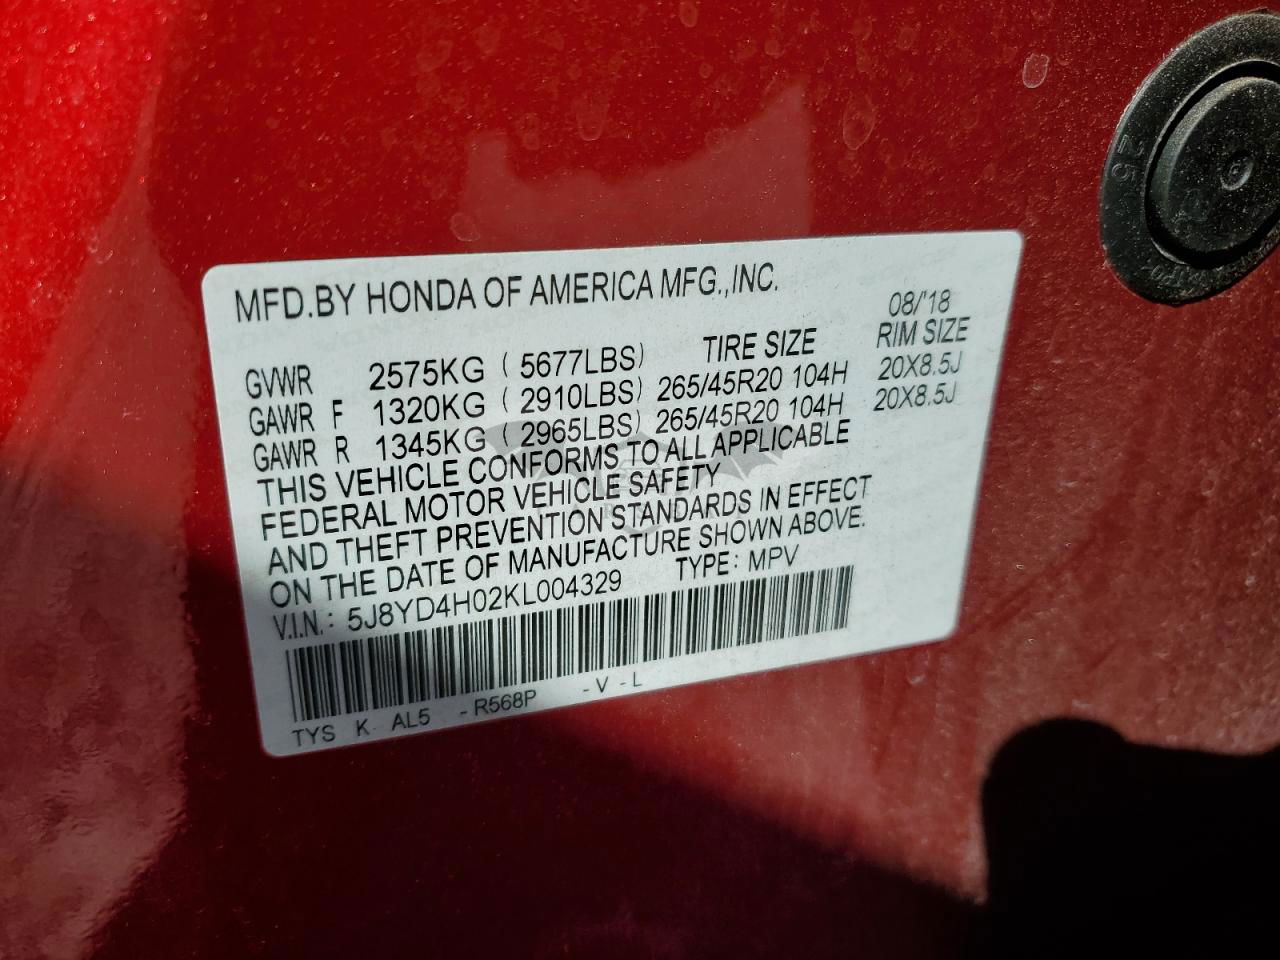 MFD.BY HONDA OF AMERICA MFG.,INC.
08/'18
TIRE SIZE RIM SIZE
GVWR 2575KG ( 5677LBS)
GAWR F 1320KG ( 2910LBS) 265/45R20 104H 20X8.5J
GAWR R 1345KG ( 2965LBS) 265/45R20 104H 20X8.5J
THIS VEHICLE CONFORMS TO ALL APPLICABLE
FEDERAL MOTOR VEHICLE SAFETY
AND THEFT PREVENTION STANDARDS IN EFFECT
ON THE DATE OF MANUFACTURE SHOWN ABOVE.
V.I.N.: 5J8YD4H02KL004329 TYPE: MPV
TYS K AL5 -R568P -V-L
26